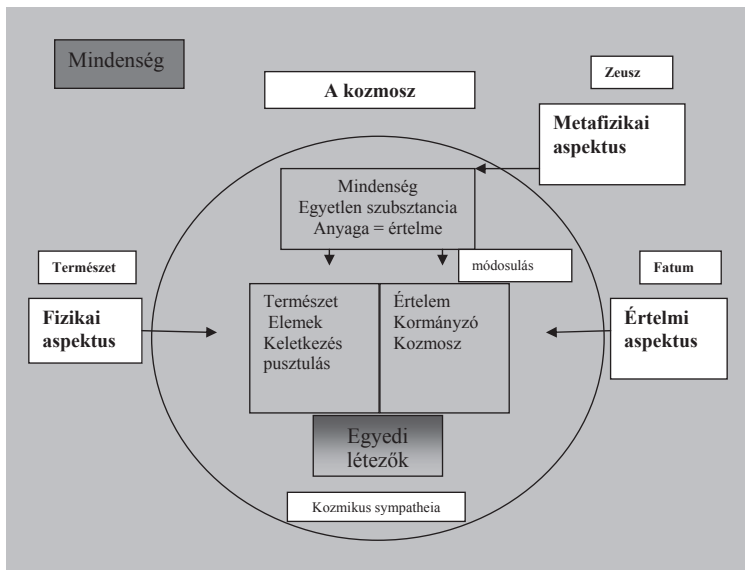 Mindenség
A kozmosz
Zeusz
Metafizikai
aspektus
Mindenség
Egyetlen szubsztancia
Anyaga = értelme
módosulás
Természet
Fizikai
aspektus
Természet
Elemek
Keletkezés
pusztulás
Értelem
Kormányzó
Kozmosz
Fatum
Értelmi
aspektus
Egyedi
létezők
Kozmikus sympatheia